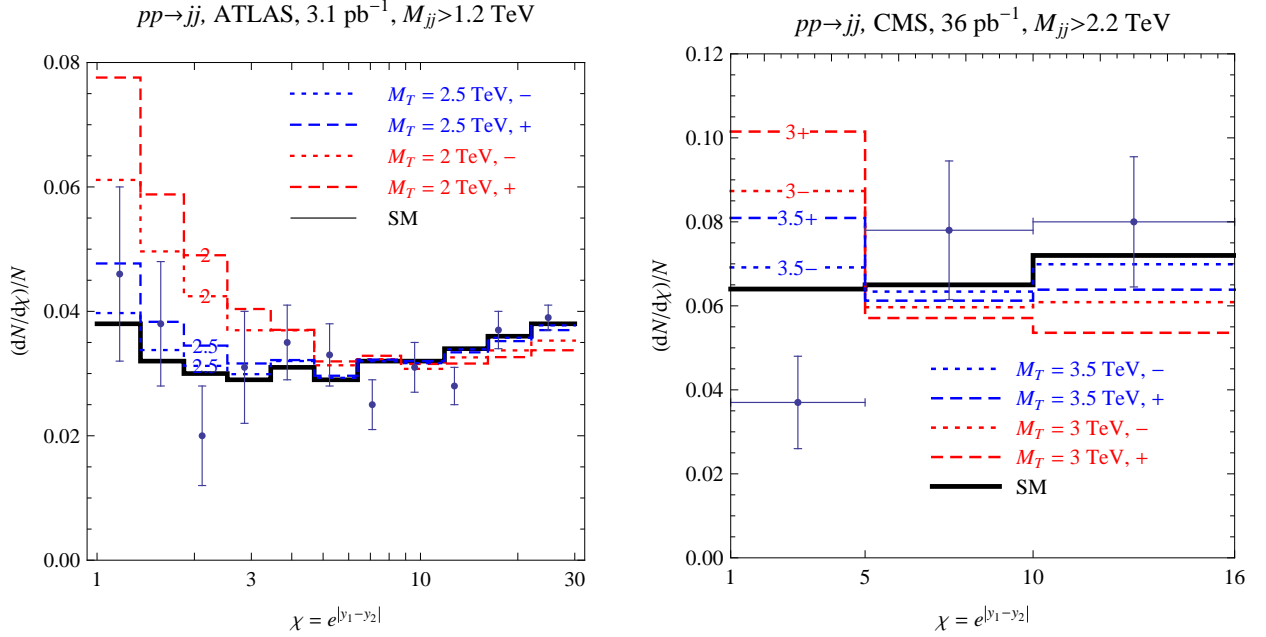 pp→jj, ATLAS, 3.1 pb⁻¹, M_jj>1.2 TeV
0.08
0.06
0.04
0.02
0.00
(dN/dχ)/N
M_T = 2.5 TeV, −
M_T = 2.5 TeV, +
M_T = 2 TeV, −
M_T = 2 TeV, +
SM
2
2
2.5
2.5
1
3
10
30
χ = e^|y₁−y₂|
pp→jj, CMS, 36 pb⁻¹, M_jj>2.2 TeV
0.12
0.10
0.08
0.06
0.04
0.02
0.00
(dN/dχ)/N
3+
3−
3.5+
3.5−
M_T = 3.5 TeV, −
M_T = 3.5 TeV, +
M_T = 3 TeV, −
M_T = 3 TeV, +
SM
1
5
10
16
χ = e^|y₁−y₂|